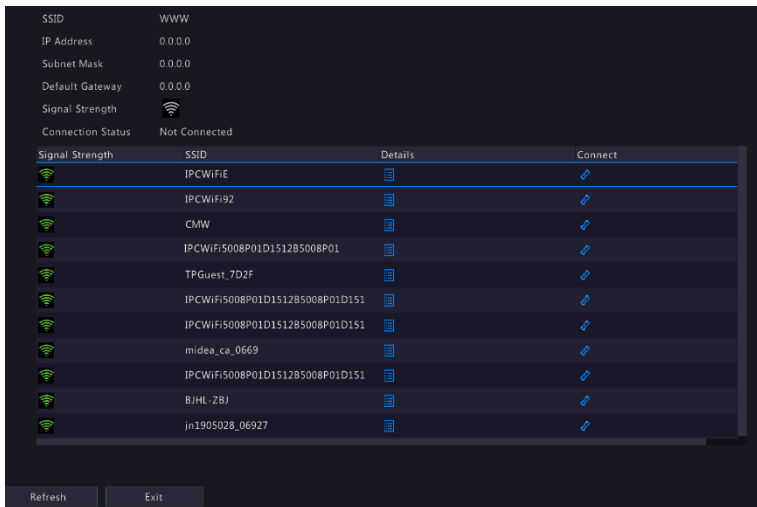 SSID WWW
IP Address 0.0.0.0
Subnet Mask 0.0.0.0
Default Gateway 0.0.0.0
Signal Strength
Connection Status Not Connected
Signal Strength SSID Details Connect
IPCWiFiE
IPCWiFi92
CMW
IPCWiFi5008P01D1512B5008P01
TPGuest_7D2F
IPCWiFi5008P01D1512B5008P01D151
IPCWiFi5008P01D1512B5008P01D151
midea_ca_0669
IPCWiFi5008P01D1512B5008P01D151
BJHL-ZBJ
jn1905028_06927
Refresh Exit